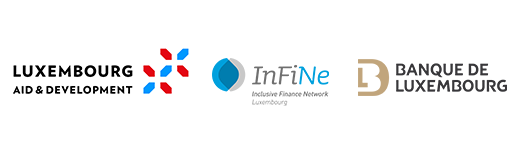 LUXEMBOURG
AID & DEVELOPMENT
InFiNe
Inclusive Finance Network
Luxembourg
BANQUE DE
LUXEMBOURG